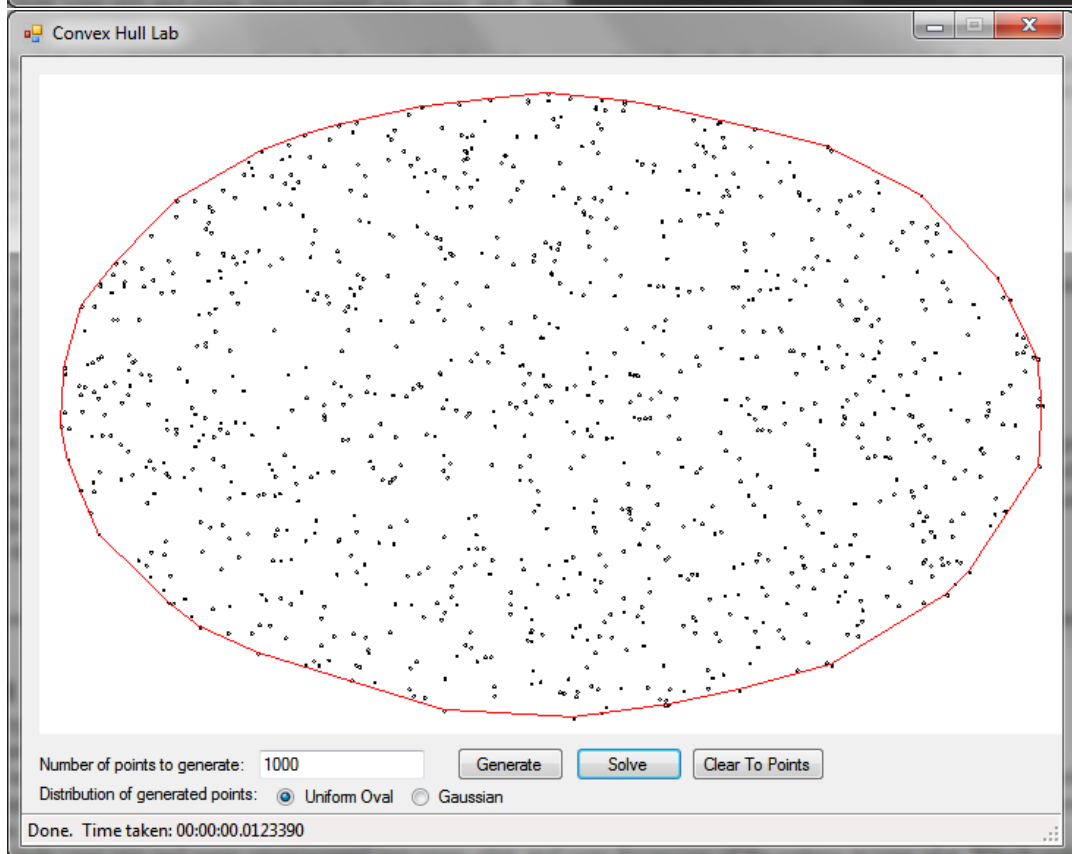 Convex Hull Lab
Number of points to generate: 1000 Generate Solve Clear To Points
Distribution of generated points: Uniform Oval Gaussian
Done. Time taken: 00:00:00.0123390